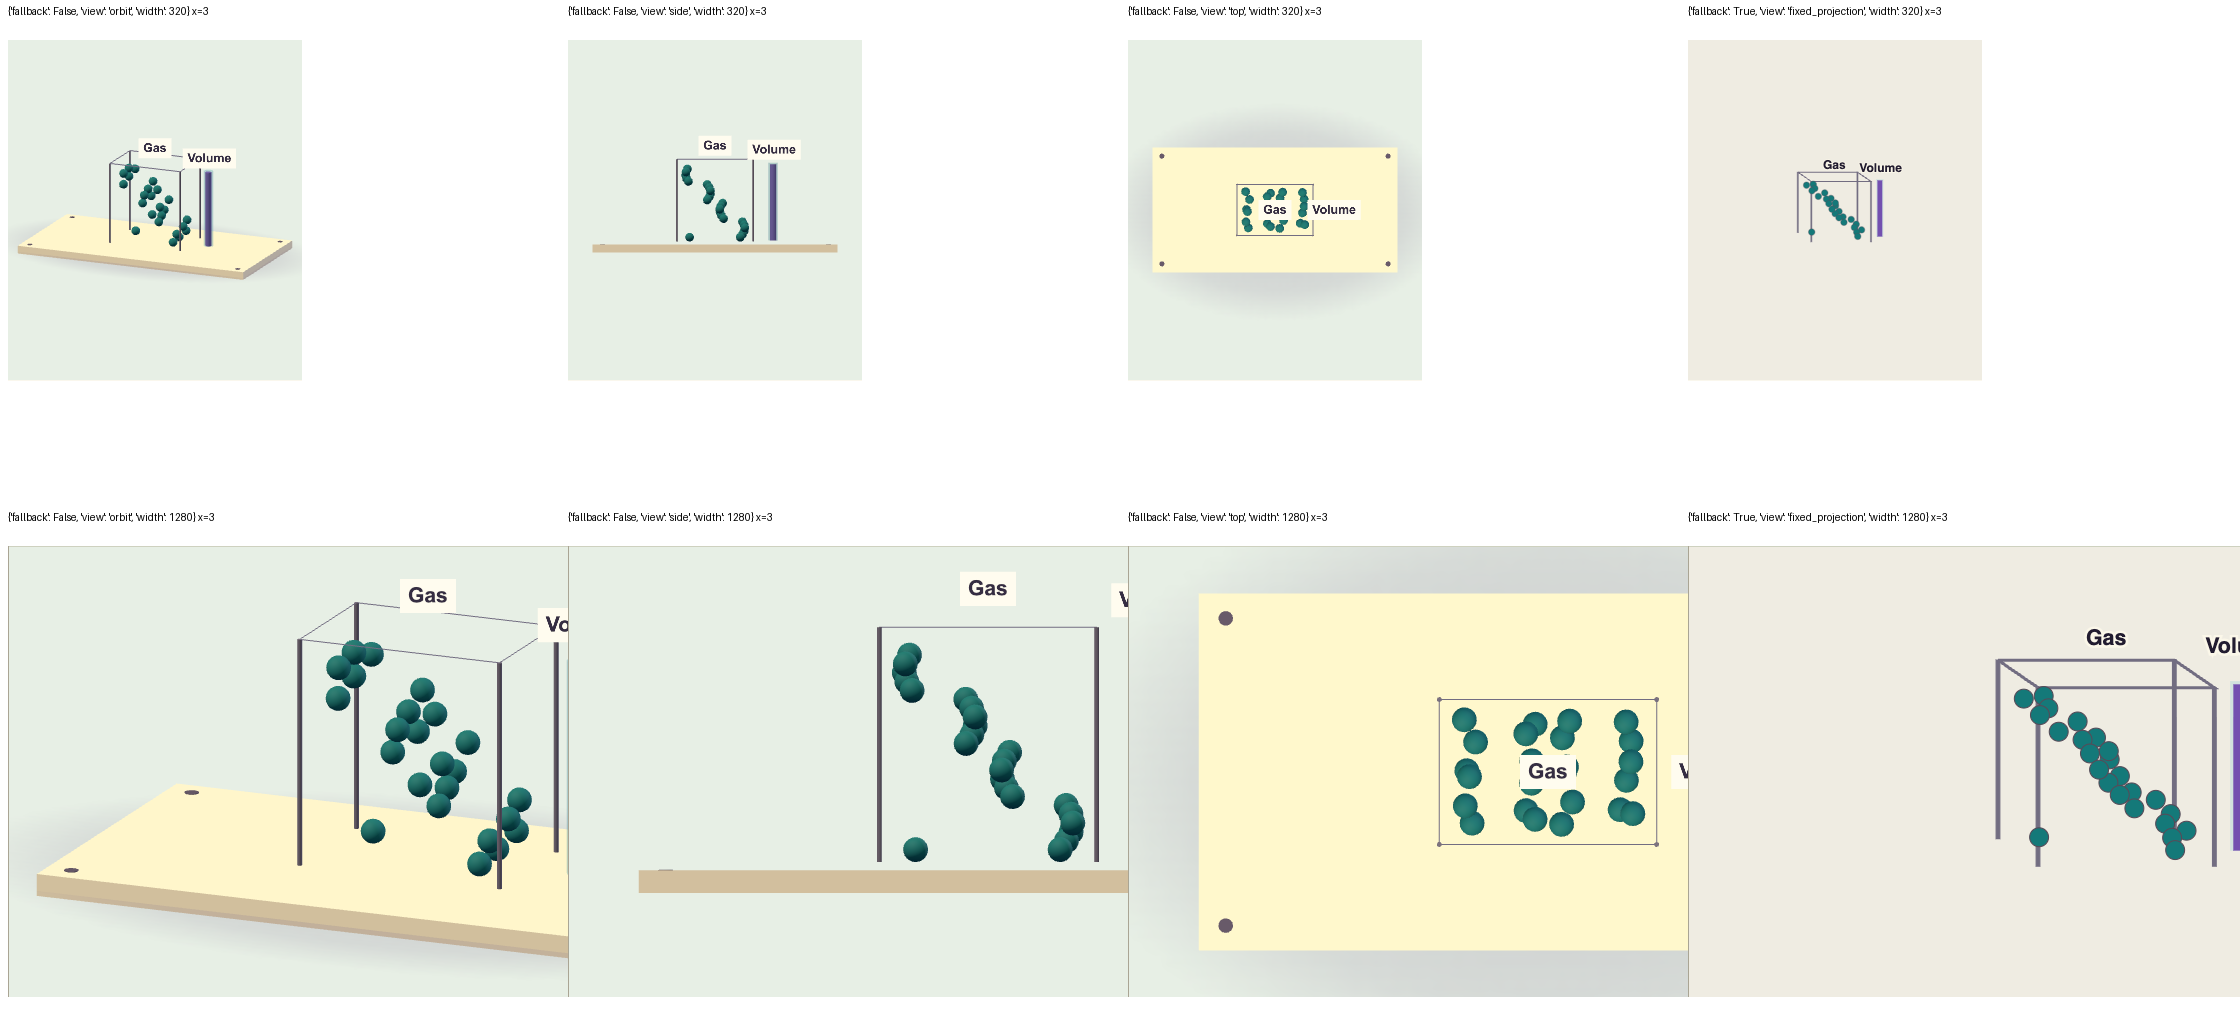 {'fallback': False, 'view': 'orbit', 'width': 320} x=3
{'fallback': False, 'view': 'side', 'width': 320} x=3
{'fallback': False, 'view': 'top', 'width': 320} x=3
{'fallback': True, 'view': 'fixed_projection', 'width': 320} x=3
Gas
Volume
Gas
Volume
Gas
Volume
Gas
Volume
{'fallback': False, 'view': 'orbit', 'width': 1280} x=3
{'fallback': False, 'view': 'side', 'width': 1280} x=3
{'fallback': False, 'view': 'top', 'width': 1280} x=3
{'fallback': True, 'view': 'fixed_projection', 'width': 1280} x=3
Gas
Vo
Gas
V
Gas
V
Gas
Volu